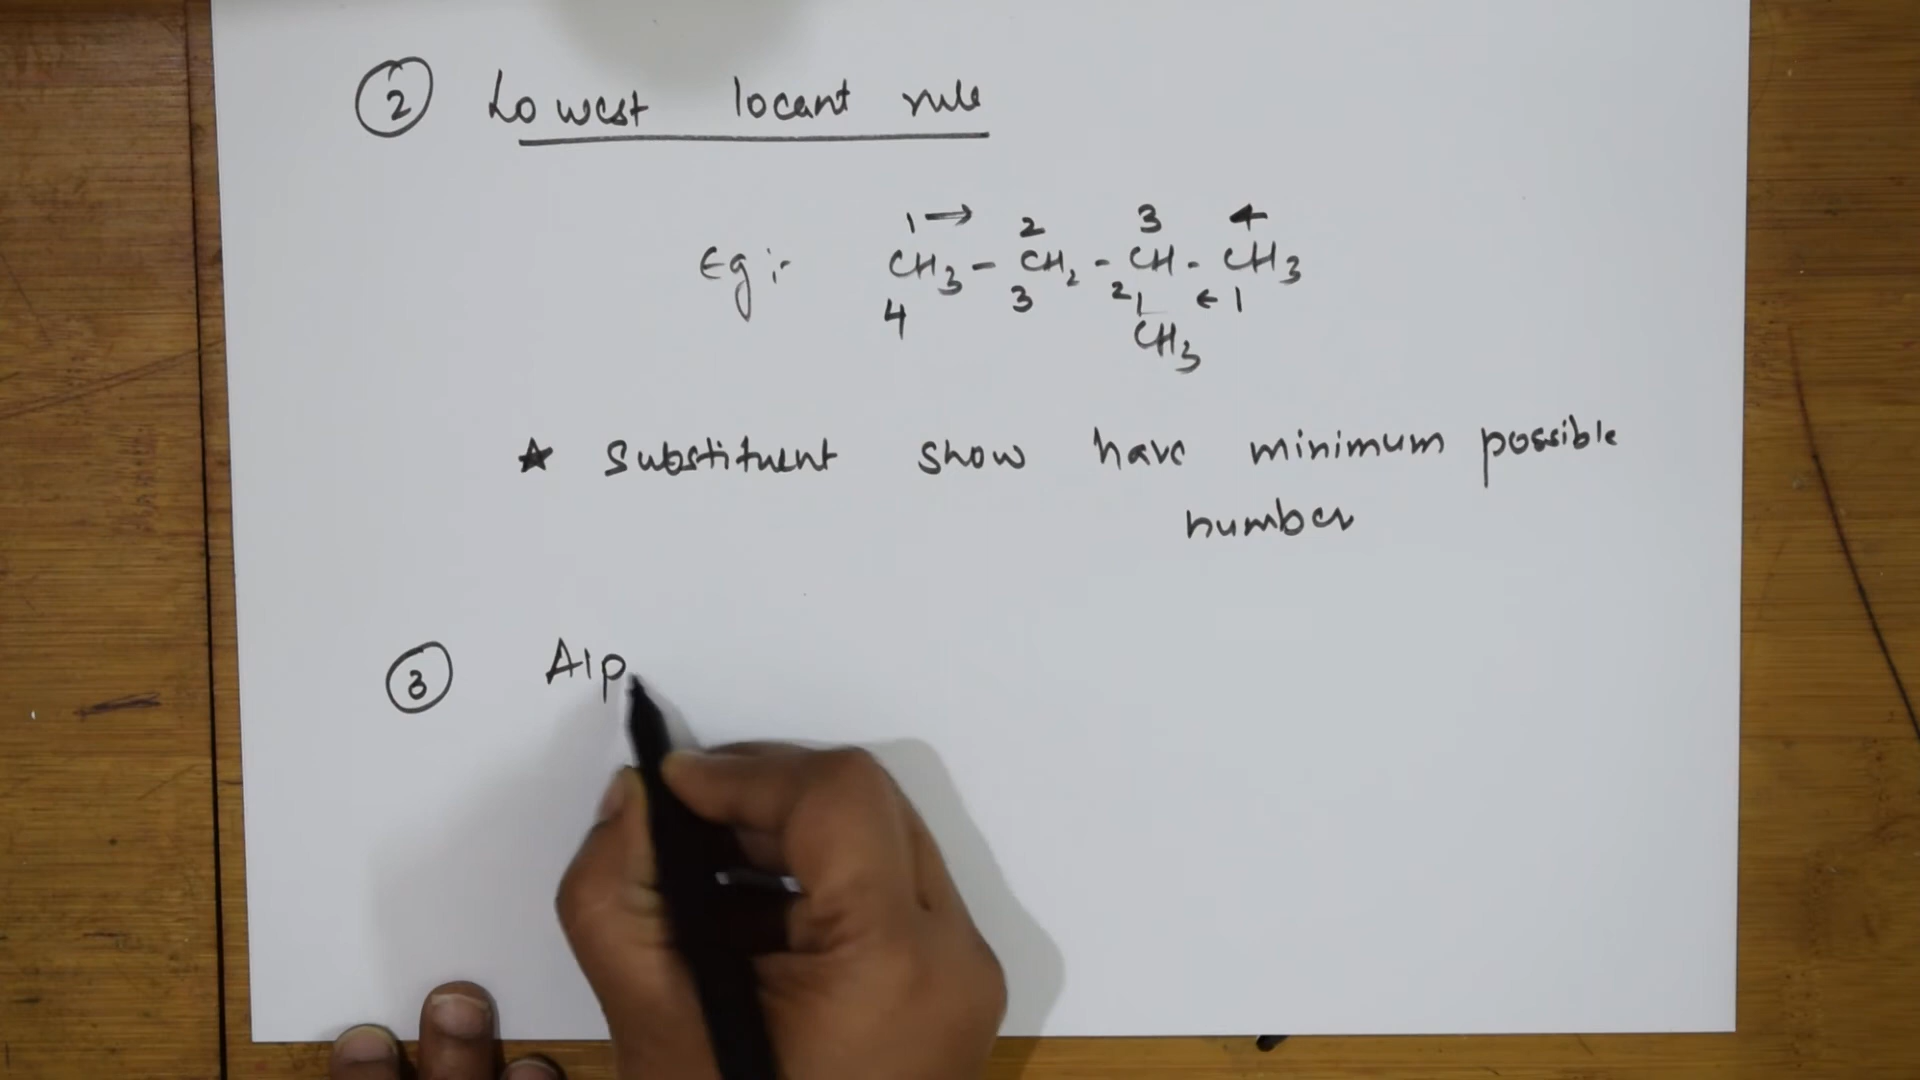 2 Lowest locant rule
1 → 2 3 4
Eg:- CH3 - CH2 - CH - CH3
4 3 2 | ← 1
CH3
★ Substituent show have minimum possible
number
3 Alp